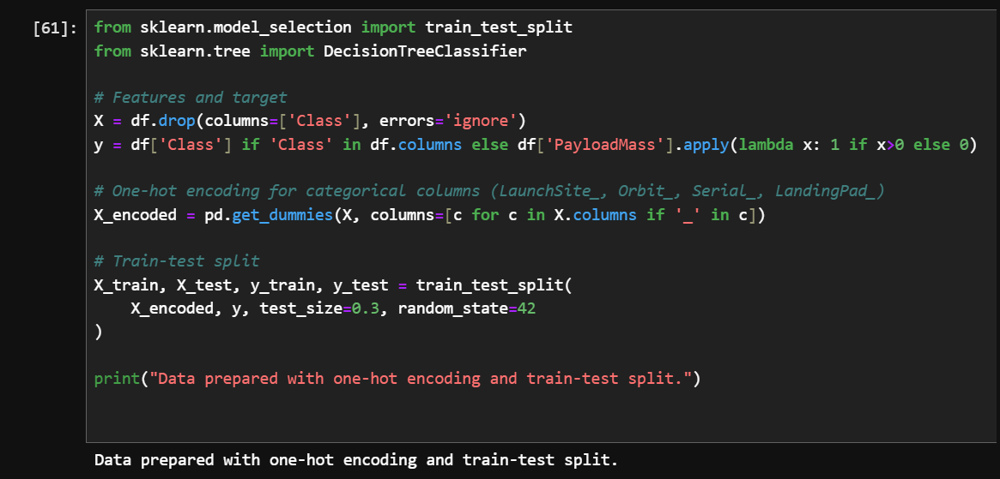 [61]:
from sklearn.model_selection import train_test_split
from sklearn.tree import DecisionTreeClassifier
# Features and target
X = df.drop(columns=['Class'], errors='ignore')
y = df['Class'] if 'Class' in df.columns else df['PayloadMass'].apply(lambda x: 1 if x>0 else 0)
# One-hot encoding for categorical columns (LaunchSite_, Orbit_, Serial_, LandingPad_)
X_encoded = pd.get_dummies(X, columns=[c for c in X.columns if '_' in c])
# Train-test split
X_train, X_test, y_train, y_test = train_test_split(
    X_encoded, y, test_size=0.3, random_state=42
)
print("Data prepared with one-hot encoding and train-test split.")
Data prepared with one-hot encoding and train-test split.